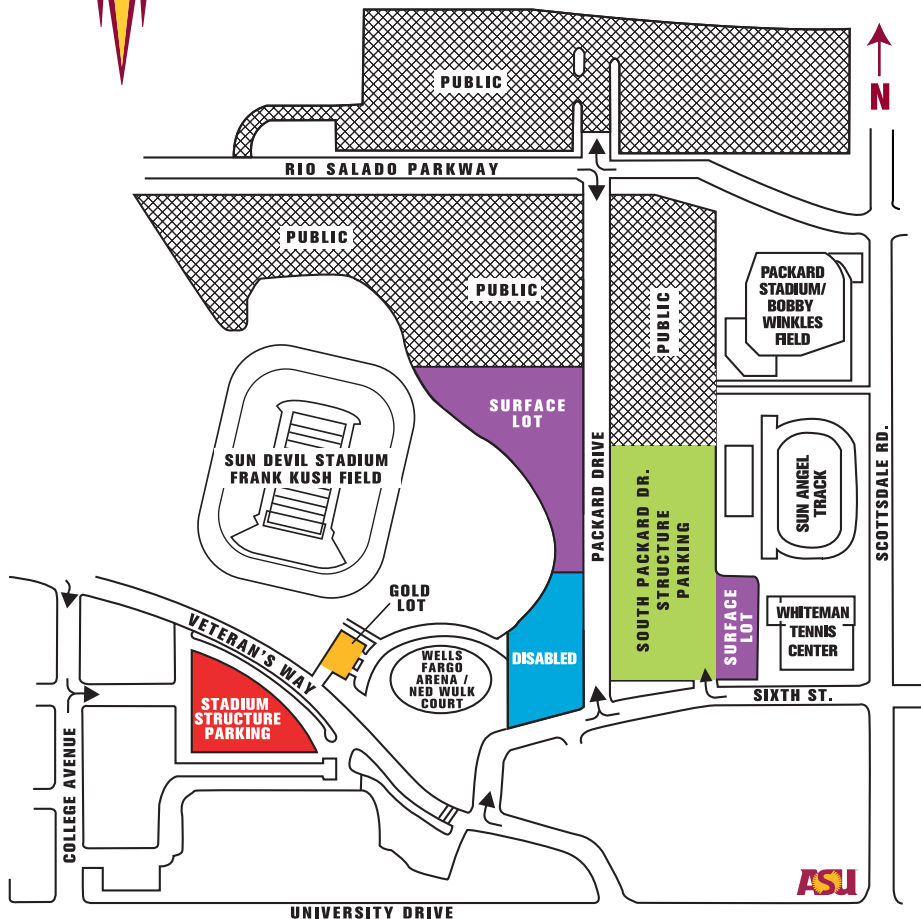 PUBLIC
N
RIO SALADO PARKWAY
PUBLIC
PUBLIC
PUBLIC
PACKARD
STADIUM/
BOBBY
WINKLES
FIELD
SURFACE
LOT
SUN DEVIL STADIUM
FRANK KUSH FIELD
PACKARD DRIVE
SOUTH PACKARD DR.
STRUCTURE
PARKING
SUN ANGEL
TRACK
SCOTTSDALE RD.
GOLD
LOT
VETERAN'S WAY
WELLS
FARGO
ARENA /
NED WULK
COURT
DISABLED
SURFACE
LOT
WHITEMAN
TENNIS
CENTER
SIXTH ST.
STADIUM
STRUCTURE
PARKING
COLLEGE AVENUE
ASU
UNIVERSITY DRIVE